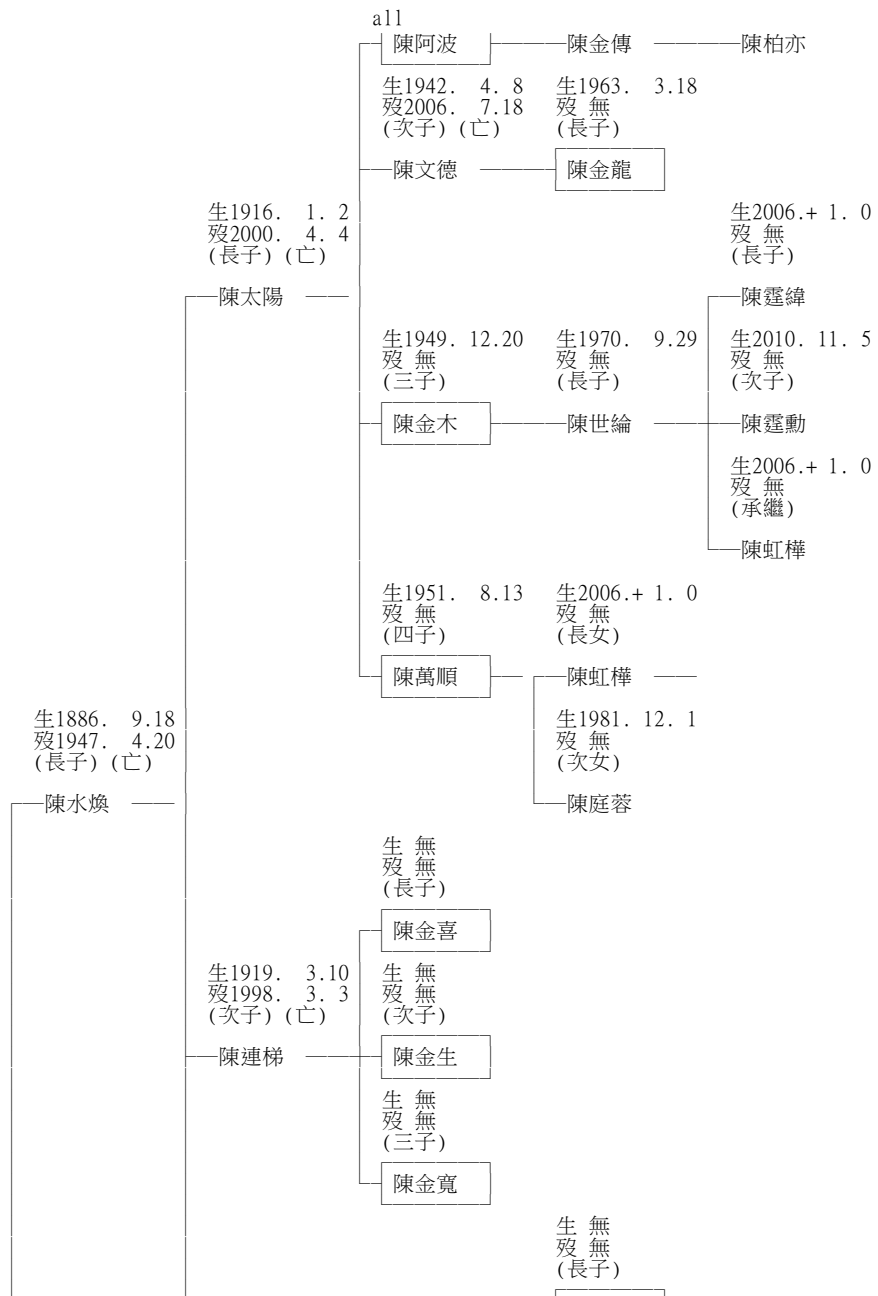 all
陳阿波 陳金傳 陳柏亦
生1942. 4. 8 生1963. 3.18
歿2006. 7.18 歿 無
(次子)(亡) (長子)
陳文德 陳金龍
生1916. 1. 2 生2006.+ 1. 0
歿2000. 4. 4 歿 無
(長子)(亡) (長子)
陳太陽 陳霆緯
生1949. 12.20 生1970. 9.29 生2010. 11. 5
歿 無 歿 無 歿 無
(三子) (長子) (次子)
陳金木 陳世綸 陳霆勳
生2006.+ 1. 0
歿 無
(承繼)
陳虹樺
生1951. 8.13 生2006.+ 1. 0
歿 無 歿 無
(四子) (長女)
陳萬順 陳虹樺
生1886. 9.18 生1981. 12. 1
歿1947. 4.20 歿 無
(長子)(亡) (次女)
陳水煥 陳庭蓉
生 無
歿 無
(長子)
陳金喜
生1919. 3.10 生 無
歿1998. 3. 3 歿 無
(次子)(亡) (次子)
陳連梯 陳金生
生 無
歿 無
(三子)
陳金寬
生 無
歿 無
(長子)